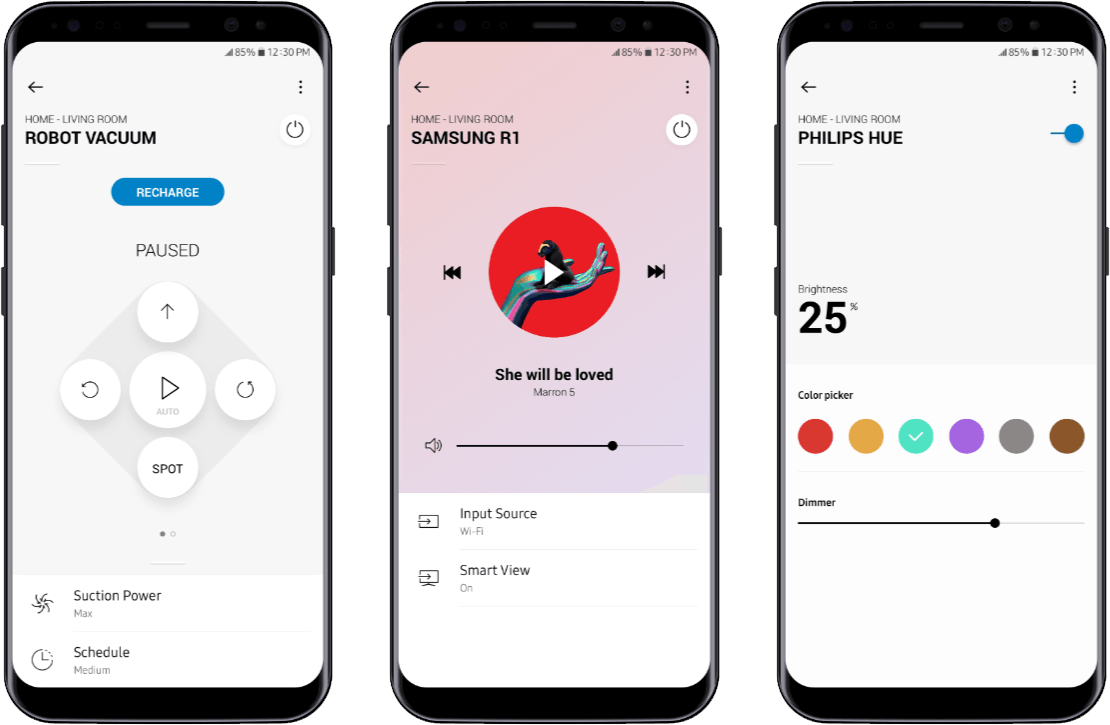 85% 12:30 PM
HOME - LIVING ROOM
ROBOT VACUUM
RECHARGE
PAUSED
AUTO
SPOT
Suction Power
Max
Schedule
Medium
85% 12:30 PM
HOME - LIVING ROOM
SAMSUNG R1
She will be loved
Marron 5
Input Source
Wi-Fi
Smart View
On
85% 12:30 PM
HOME - LIVING ROOM
PHILIPS HUE
Brightness
25 %
Color picker
Dimmer